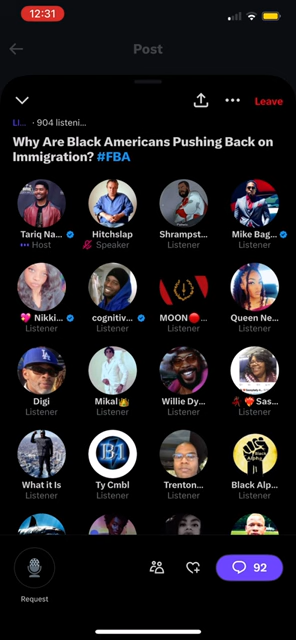 12:31
Post
LI... · 904 listeni...
Leave
Why Are Black Americans Pushing Back on
Immigration? #FBA
Tariq Na... Hitchslap Shrampst... Mike Bag...
Host Speaker Listener Listener
Nikki... cognitiv... MOON... Queen Ne...
Listener Listener Listener Listener
Digi Mikal Willie Dy... Sas...
Listener Listener Listener Listener
B1
Black
Alpha
What it Is Ty Cmbl Trenton... Black Alp...
Listener Listener Listener Listener
92
Request